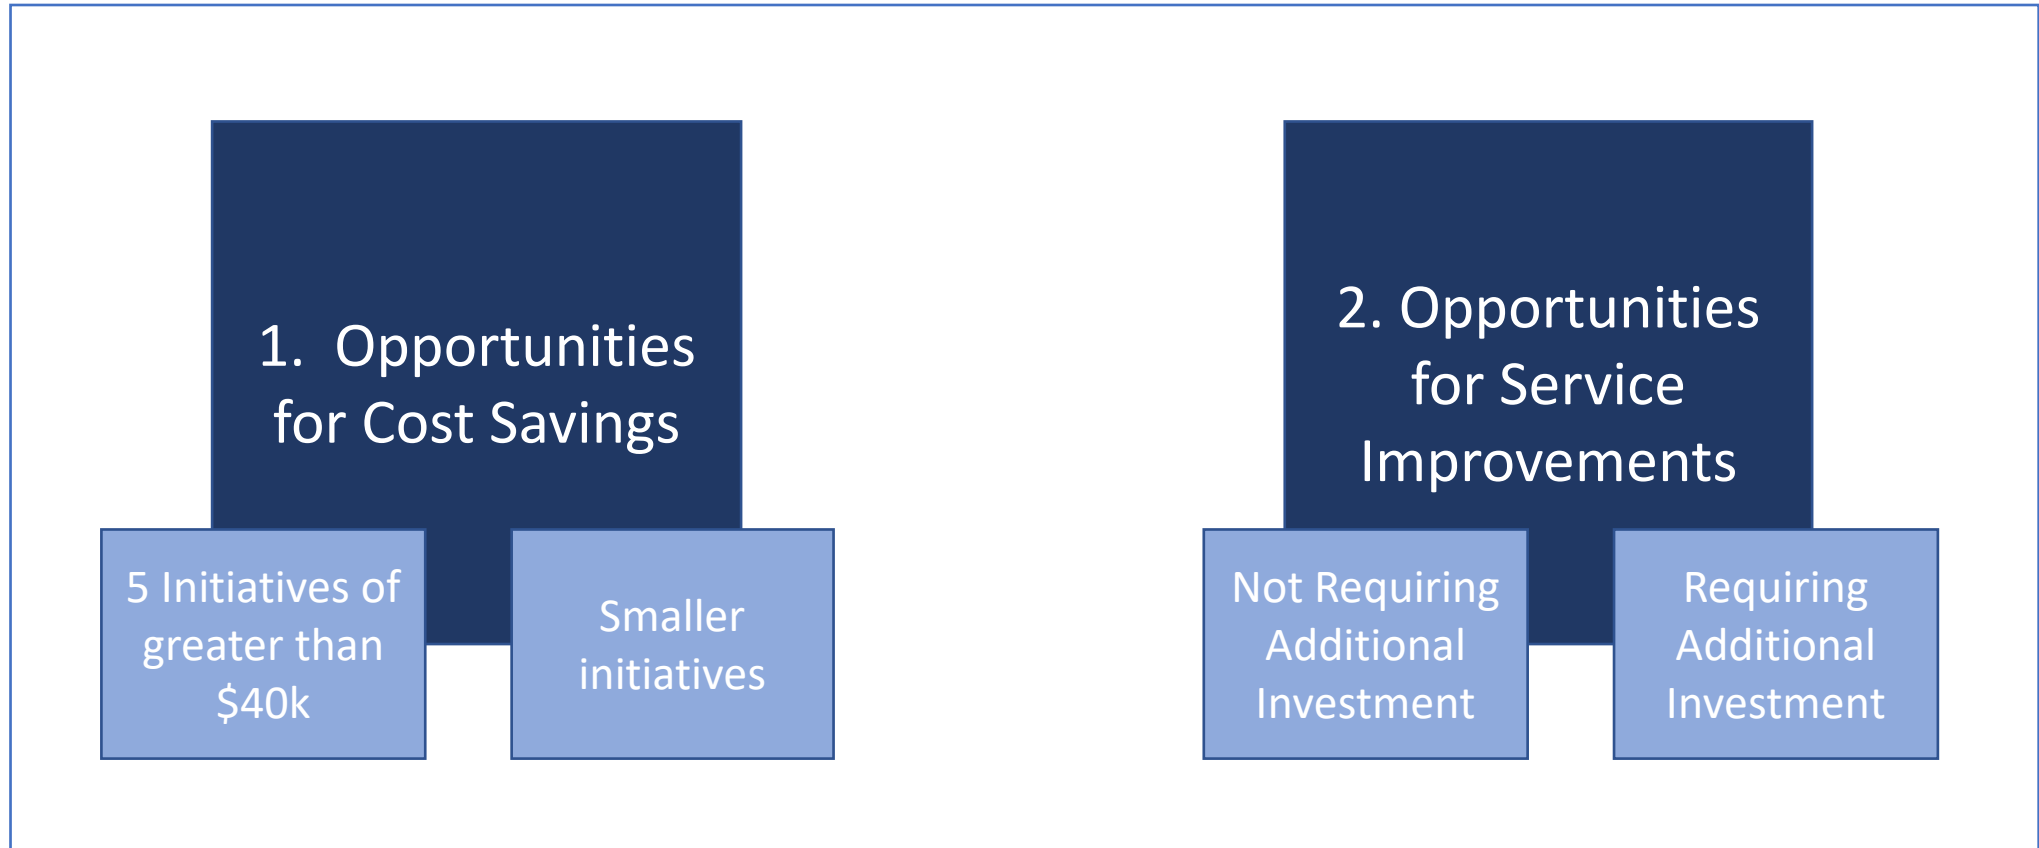 1. Opportunities
for Cost Savings
5 Initiatives of
greater than
$40k
Smaller
initiatives
2. Opportunities
for Service
Improvements
Not Requiring
Additional
Investment
Requiring
Additional
Investment